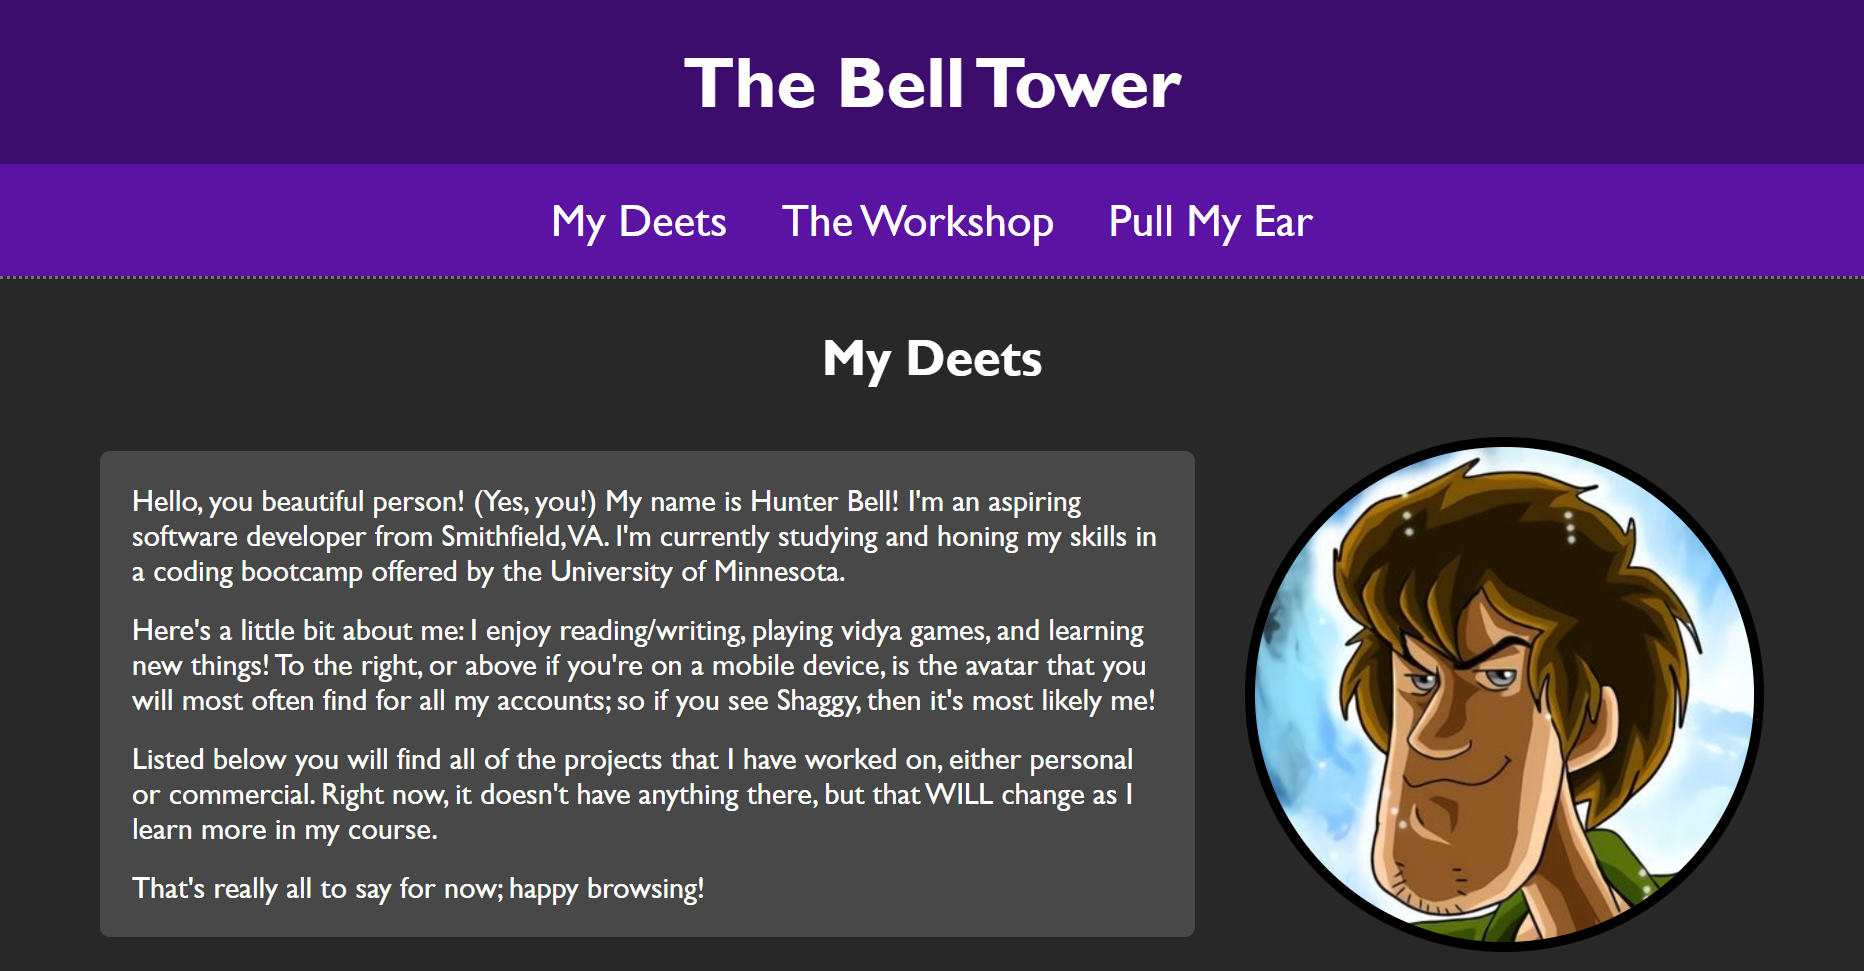 The Bell Tower
My Deets The Workshop Pull My Ear
My Deets
Hello, you beautiful person! (Yes, you!) My name is Hunter Bell! I'm an aspiring
software developer from Smithfield, VA. I'm currently studying and honing my skills in
a coding bootcamp offered by the University of Minnesota.
Here's a little bit about me: I enjoy reading/writing, playing vidya games, and learning
new things! To the right, or above if you're on a mobile device, is the avatar that you
will most often find for all my accounts; so if you see Shaggy, then it's most likely me!
Listed below you will find all of the projects that I have worked on, either personal
or commercial. Right now, it doesn't have anything there, but that WILL change as I
learn more in my course.
That's really all to say for now; happy browsing!